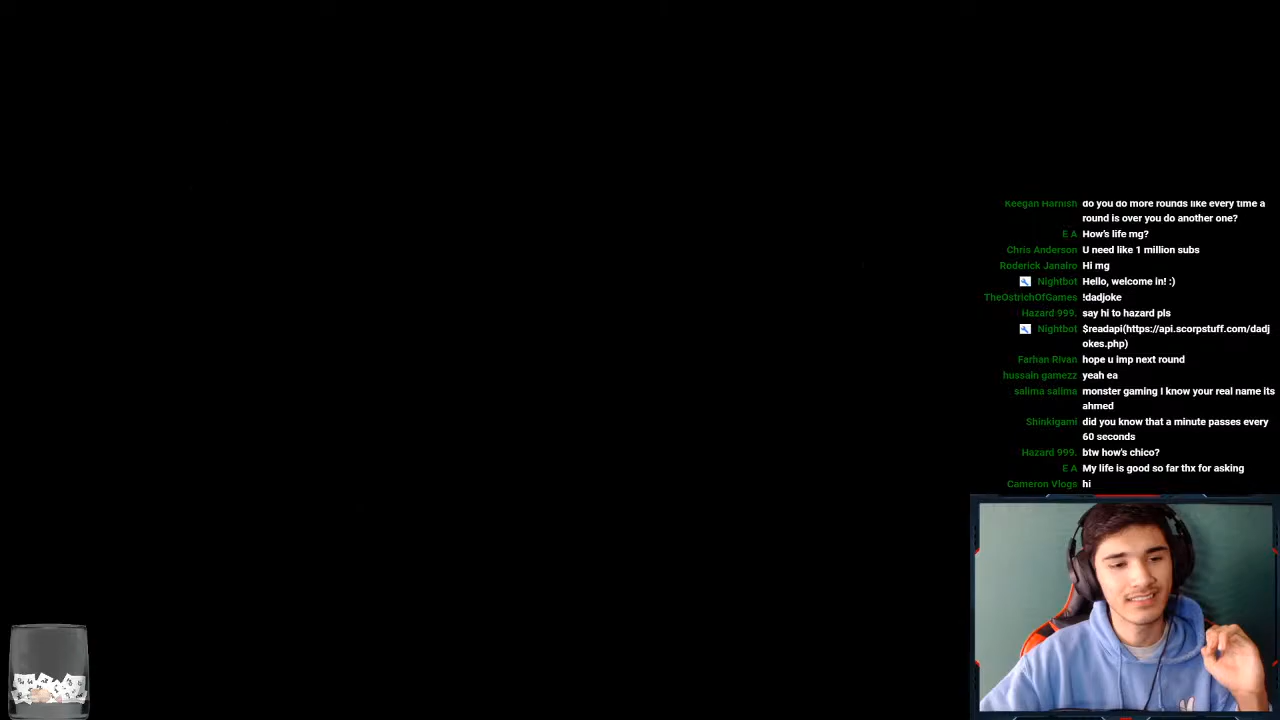 Keegan Harnish do you do more rounds like every time a
round is over you do another one?
E A How's life mg?
Chris Anderson U need like 1 million subs
Roderick Janairo Hi mg
Nightbot Hello, welcome in! :)
TheOstrichOfGames !dadjoke
Hazard 999. say hi to hazard pls
Nightbot $readapi(https://api.scorpstuff.com/dadj
okes.php)
Farhan Rivan hope u imp next round
hussain gamezz yeah ea
salima salima monster gaming I know your real name its
ahmed
Shinkigami did you know that a minute passes every
60 seconds
Hazard 999. btw how's chico?
E A My life is good so far thx for asking
Cameron Vlogs hi